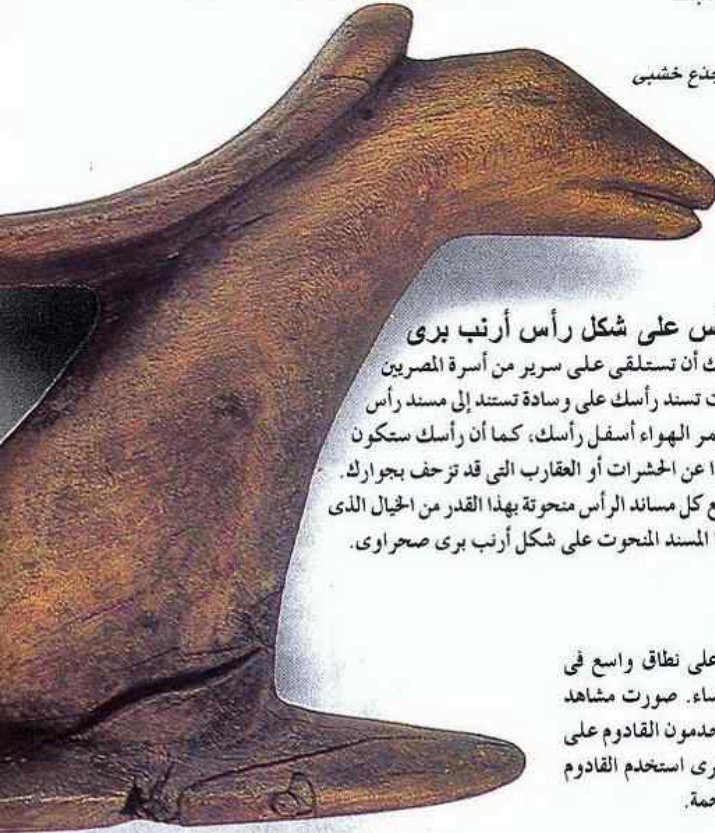 جذع خشبى
س على شكل رأس أرنب برى
ك أن تستلقى على سرير من أسرة المصريين
ت تسند رأسك على وسادة تستند إلى مسند رأس
مر الهواء أسفل رأسك، كما أن رأسك ستكون
ا عن الحشرات أو العقارب التى قد تزحف بجوارك.
ع كل مساند الرأس منحوتة بهذا القدر من الخيال الذى
المسند المنحوت على شكل أرنب برى صحراوى.
على نطاق واسع فى
ساء. صورت مشاهد
خدمون القادوم على
رى استخدم القادوم
حمة.